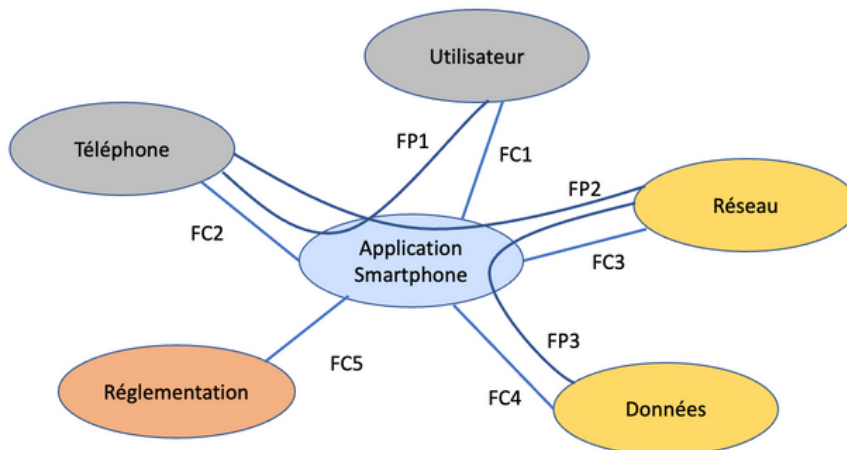 Utilisateur
Téléphone
FP1
FC1
FP2
Réseau
FC2
Application
Smartphone
FC3
FP3
FC5
Réglementation
FC4
Données